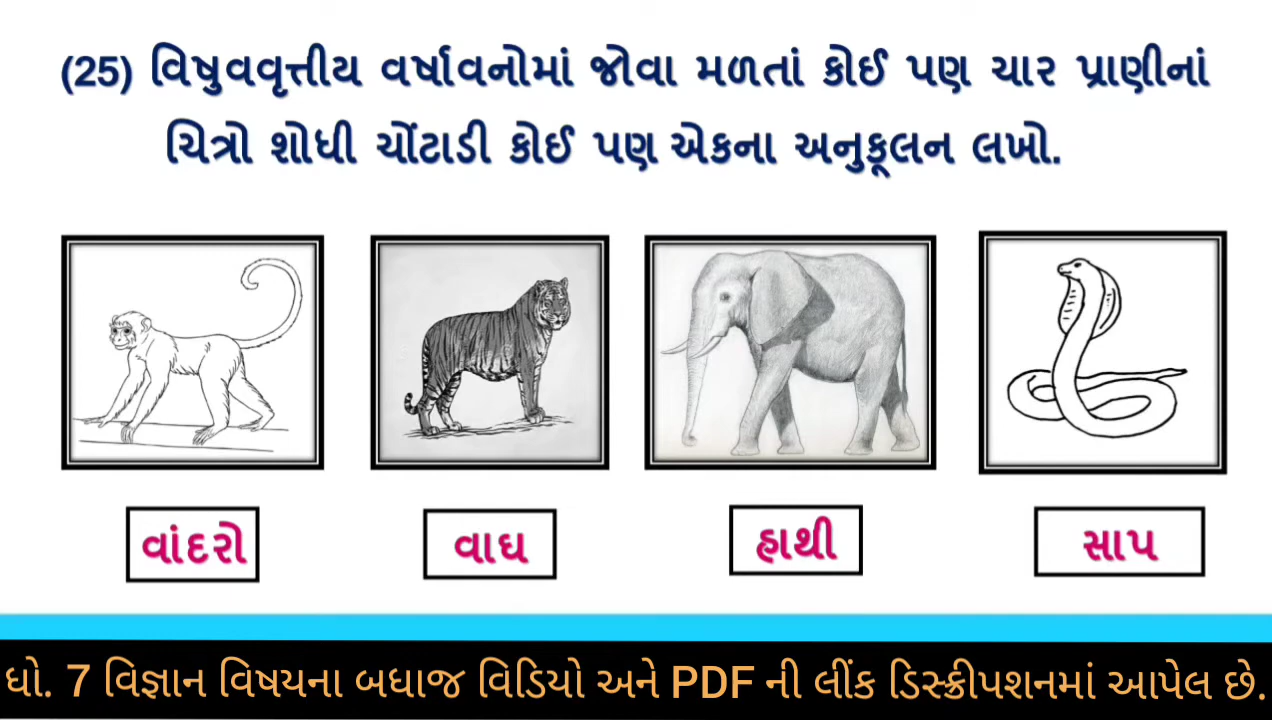 (25) વિષુવવૃત્તીય વર્ષાવનોમાં જોવા મળતાં કોઈ પણ ચાર પ્રાણીનાં
ચિત્રો શોધી ચોંટાડી કોઈ પણ એકના અનુકૂલન લખો.
વાંદરો
વાઘ
હાથી
સાપ
ધો. 7 વિજ્ઞાન વિષયના બધાજ વિડિયો અને PDF ની લીંક ડિસ્ક્રીપશનમાં આપેલ છે.